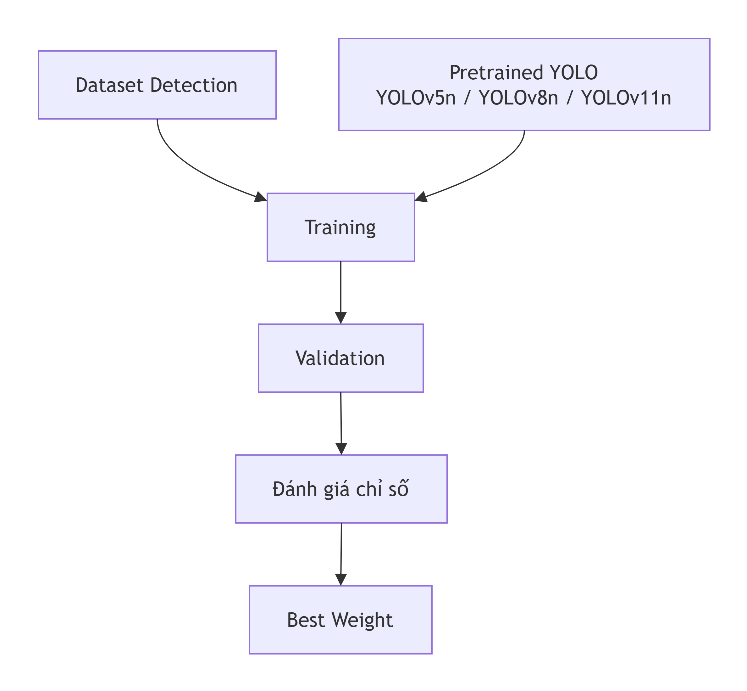 Dataset Detection
Pretrained YOLO
YOLOv5n / YOLOv8n / YOLOv11n
Training
Validation
Đánh giá chỉ số
Best Weight